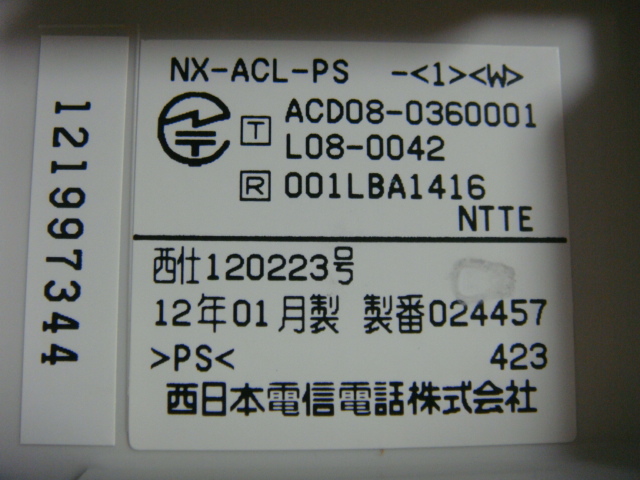 NX-ACL-PS -<1><W>
T ACD08-0360001
L08-0042
R 001LBA1416
NTTE
西仕120223号
12年01月製 製番024457
>PS< 423
西日本電信電話株式会社
121997344